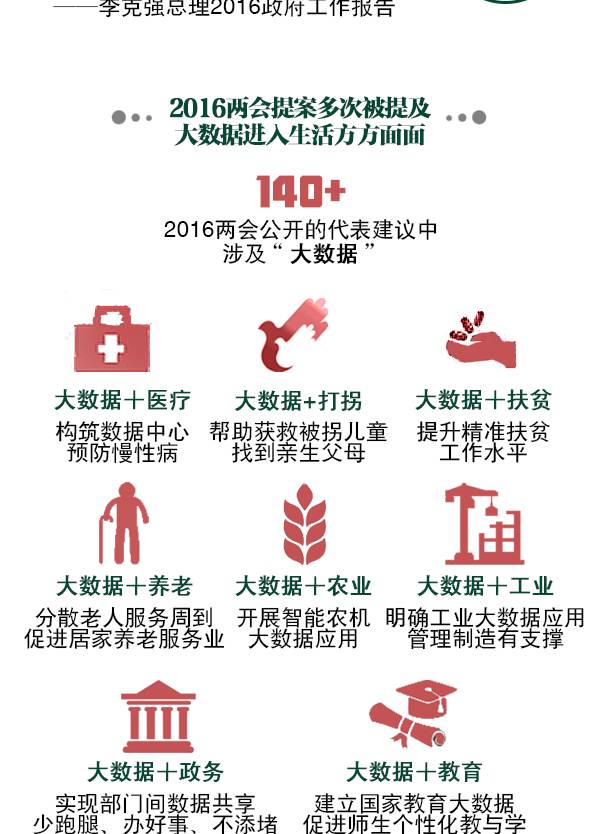 ——李克强总理2016政府工作报告
2016两会提案多次被提及
大数据进入生活方方面面
140+
2016两会公开的代表建议中
涉及“大数据”
大数据＋医疗
大数据+打拐
大数据＋扶贫
构筑数据中心
预防慢性病
帮助获救被拐儿童
找到亲生父母
提升精准扶贫
工作水平
大数据＋养老
大数据＋农业
大数据＋工业
分散老人服务周到
促进居家养老服务业
开展智能农机
大数据应用
明确工业大数据应用
管理制造有支撑
大数据＋政务
大数据＋教育
实现部门间数据共享
少跑腿、办好事、不添堵
建立国家教育大数据
促进师生个性化教与学